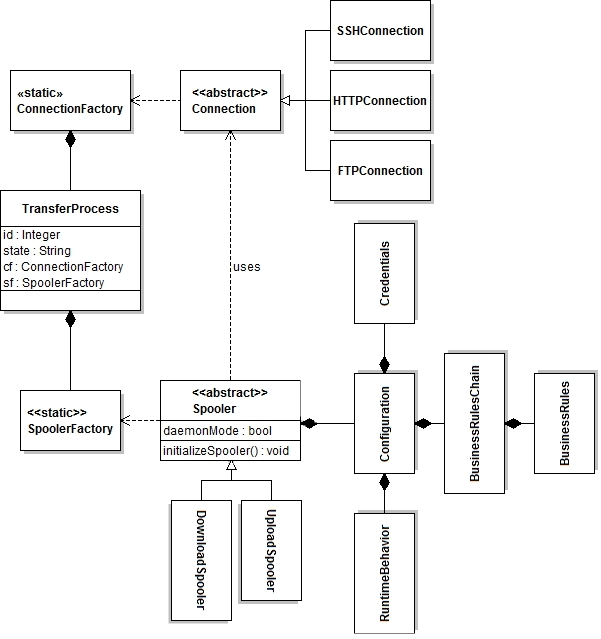 SSHConnection
«static»
ConnectionFactory
<<abstract>>
Connection
HTTPConnection
FTPConnection
TransferProcess
id : Integer
state : String
cf : ConnectionFactory
sf : SpoolerFactory
uses
Credentials
<<static>>
SpoolerFactory
<<abstract>>
Spooler
daemonMode : bool
initializeSpooler() : void
Configuration
BusinessRulesChain
BusinessRules
DownloadSpooler
UploadSpooler
RuntimeBehavior